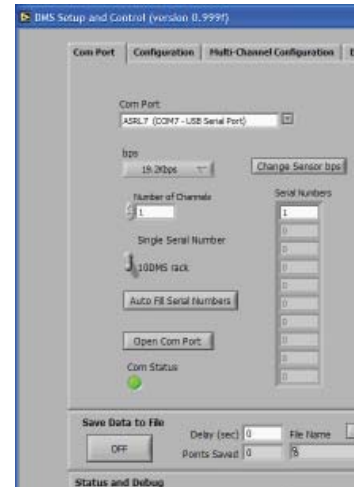 DMS Setup and Control (version 0.999f)
Com Port Configuration Multi-Channel Configuration
Com Port
ASRL7 (COM7 - USB Serial Port)
bps
19.2Kbps Change Sensor bps
Number of Channels Serial Numbers
1 1
0
Single Serial Number 0
0
10DMS rack 0
0
Auto Fill Serial Numbers 0
0
Open Com Port 0
Com Status 0
Save Data to File
OFF Delay (sec) 0 File Name
Points Saved 0
Status and Debug